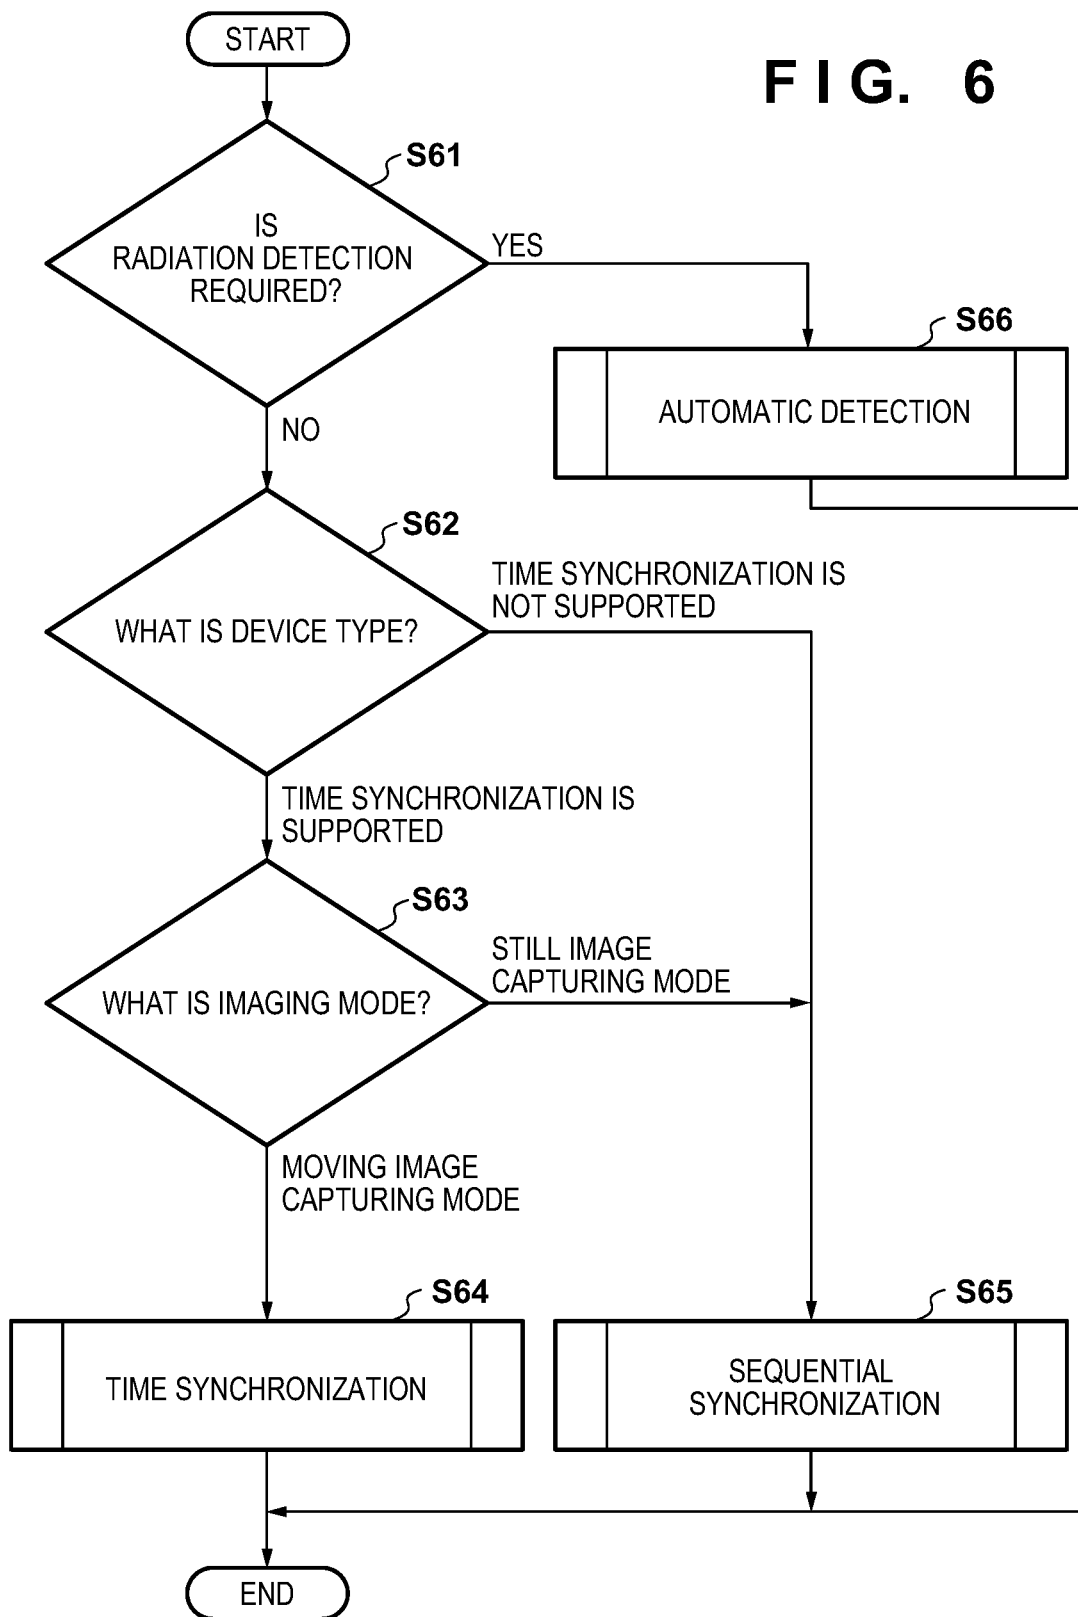 START
FIG. 6
S61
IS
RADIATION DETECTION
REQUIRED?
YES
S66
AUTOMATIC DETECTION
NO
S62
WHAT IS DEVICE TYPE?
TIME SYNCHRONIZATION IS
NOT SUPPORTED
TIME SYNCHRONIZATION IS
SUPPORTED
S63
WHAT IS IMAGING MODE?
STILL IMAGE
CAPTURING MODE
MOVING IMAGE
CAPTURING MODE
S64
TIME SYNCHRONIZATION
S65
SEQUENTIAL
SYNCHRONIZATION
END